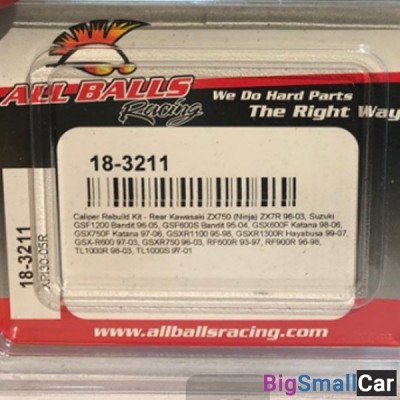 ALL BALLS
Racing
We Do Hard Parts
The Right Way
18-3211
Caliper Rebuild Kit - Rear Kawasaki ZX750 (Ninja) ZX7R 96-03, Suzuki
GSF1200 Bandit 96-05, GSF600S Bandit 95-04, GSX600F Katana 98-06,
GSX750F Katana 97-06, GSXR1100 95-98, GSXR1300R Hayabusa 99-07,
GSX-R600 97-03, GSXR750 96-03, RF600R 93-97, RF900R 96-98,
TL1000R 98-03, TL1000S 97-01
18-3211
API30-05R
www.allballsracing.com
BigSmallCar